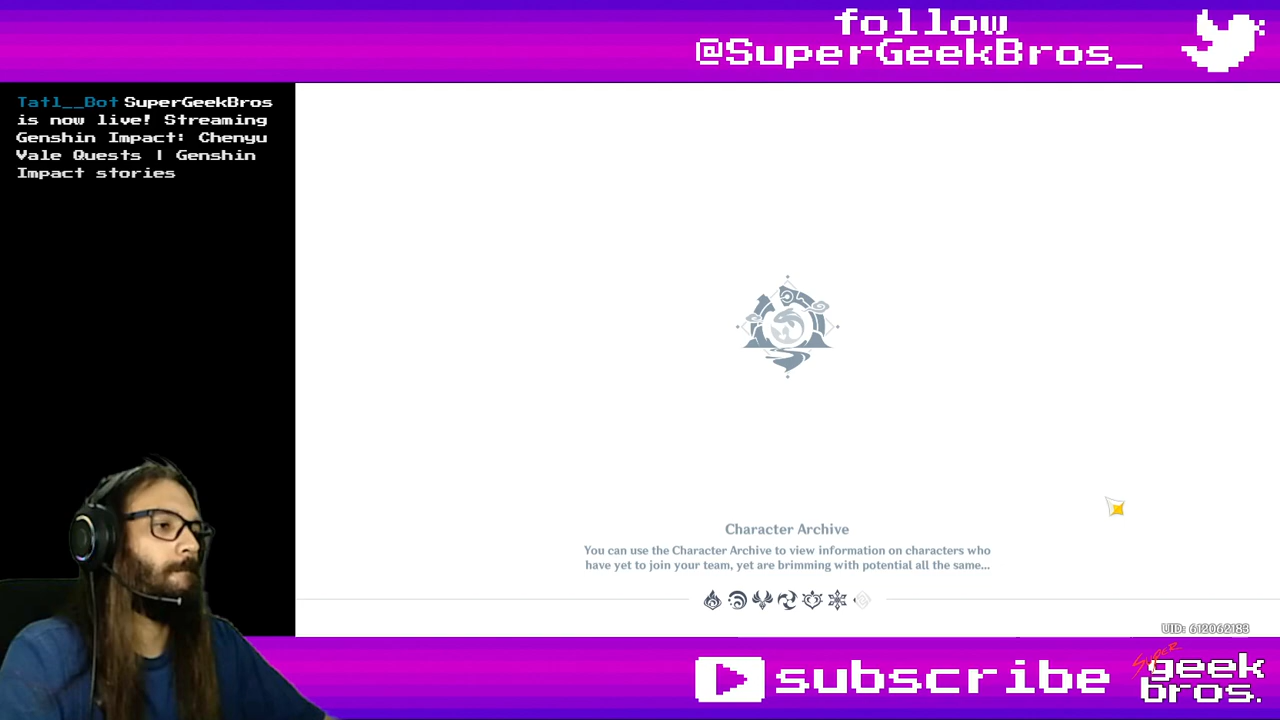 follow
@SuperGeekBros_
Tatl__Bot SuperGeekBros
is now live! Streaming
Genshin Impact: Chenyu
Vale Quests | Genshin
Impact stories
Character Archive
You can use the Character Archive to view information on characters who
have yet to join your team, yet are brimming with potential all the same...
UID: 612062183
subscribe
SUPER
geek
bros.